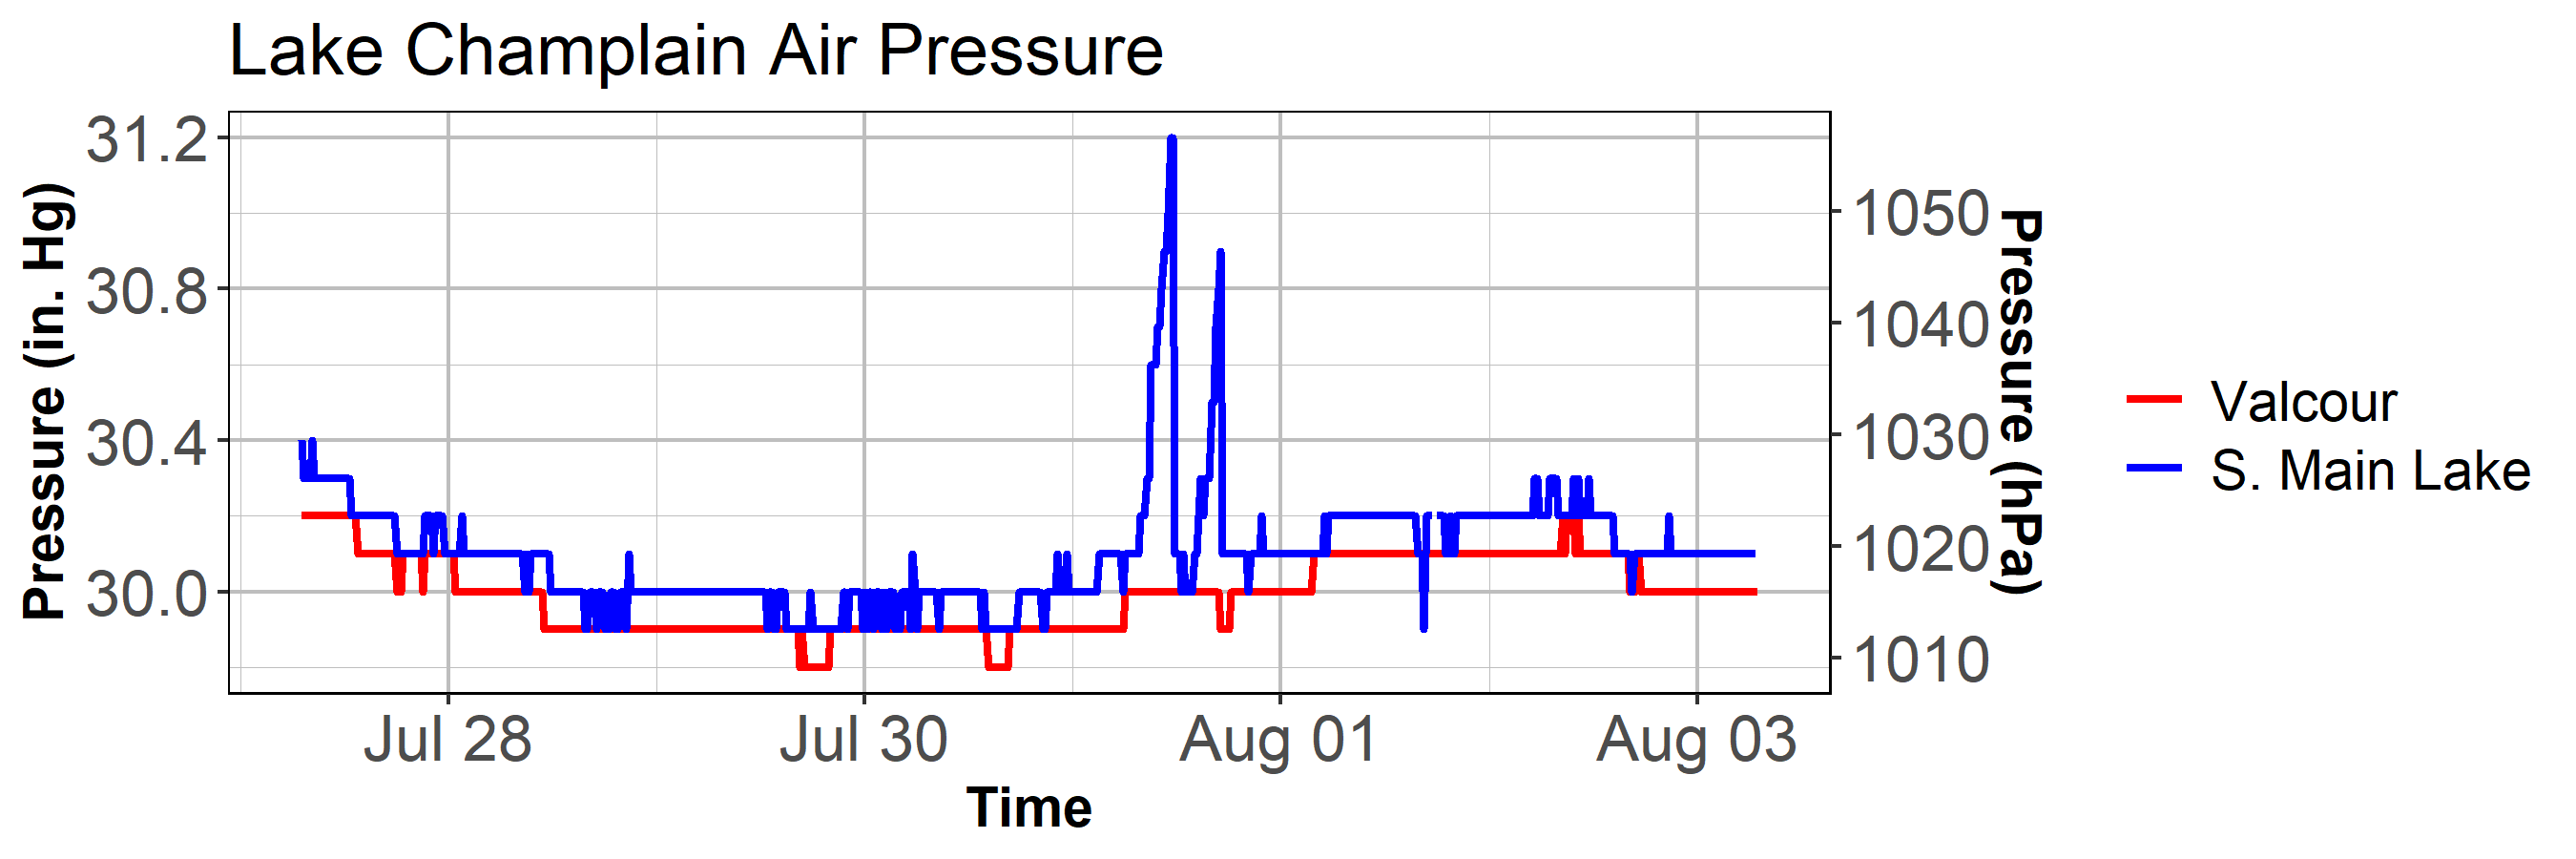 Lake Champlain Air Pressure
Pressure (in. Hg)
31.2
30.8
30.4
30.0
1050
1040
1030
1020
1010
Pressure (hPa)
Jul 28
Jul 30
Aug 01
Aug 03
Time
Valcour
S. Main Lake